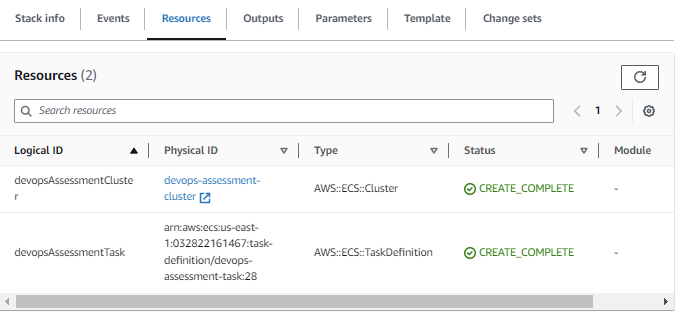 Stack info Events Resources Outputs Parameters Template Change sets
Resources (2)
Search resources
1
Logical ID Physical ID Type Status Module
devopsAssessmentCluste
r
devops-assessment-
cluster
AWS::ECS::Cluster
CREATE_COMPLETE
-
devopsAssessmentTask
arn:aws:ecs:us-east-
1:032822161467:task-
definition/devops-
assessment-task:28
AWS::ECS::TaskDefinition
CREATE_COMPLETE
-